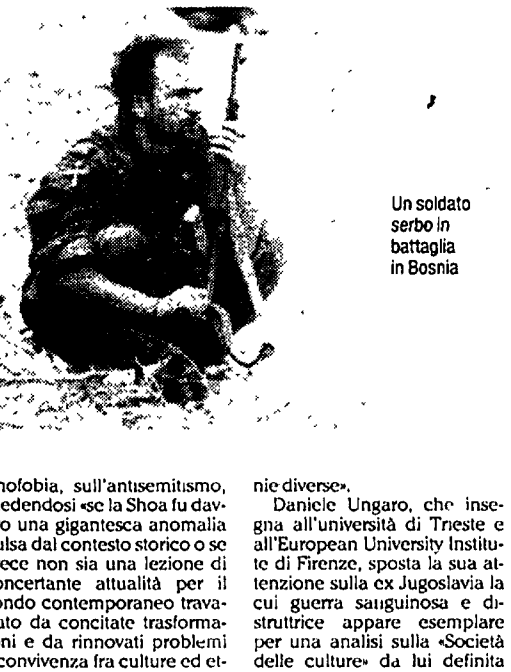 Un soldato
serbo in
battaglia
in Bosnia
nofobia, sull'antisemitismo,
edendosi «se la Shoa fu dav-
o una gigantesca anomalia
ulsa dal contesto storico o se
ece non sia una lezione di
oncertante attualità per il
ondo contemporaneo trava-
ato da concitate trasforma-
oni e da rinnovati problemi
convivenza fra culture ed et-
nie diverse».
Daniele Ungaro, che inse-
gna all'università di Trieste e
all'European University Institu-
te di Firenze, sposta la sua at-
tenzione sulla ex Jugoslavia la
cui guerra sanguinosa e di-
struttrice appare esemplare
per una analisi sulla «Società
delle culture» da lui definita